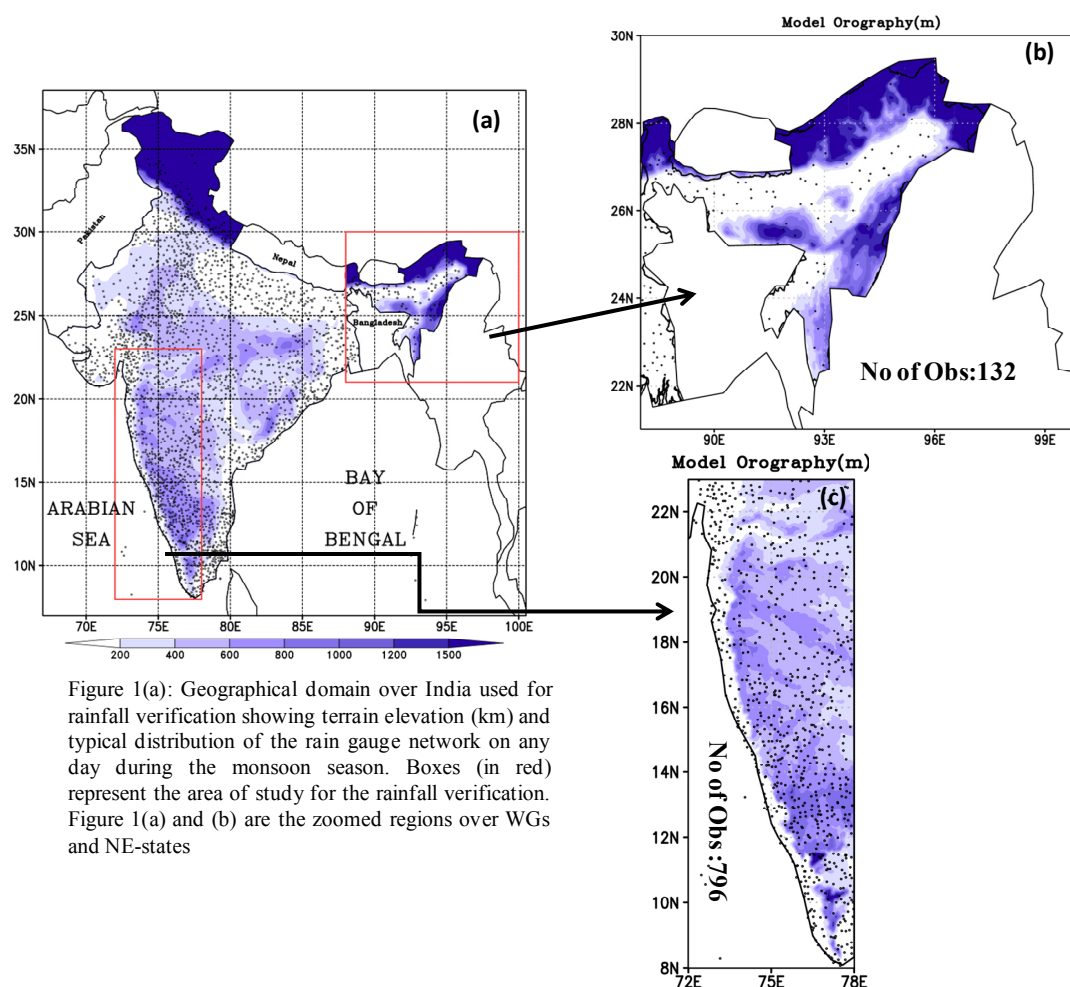 Model Orography(m)
30N
(b)
28N
26N
24N
22N
No of Obs:132
90E 93E 96E 99E
(a)
35N
30N
25N
20N
15N
10N
Pakistan
Nepal
Bangladesh
ARABIAN
SEA
BAY
OF
BENGAL
70E 75E 80E 85E 90E 95E 100E
200 400 600 800 1000 1200 1500
Figure 1(a): Geographical domain over India used for
rainfall verification showing terrain elevation (km) and
typical distribution of the rain gauge network on any
day during the monsoon season. Boxes (in red)
represent the area of study for the rainfall verification.
Figure 1(a) and (b) are the zoomed regions over WGs
and NE-states
Model Orography(m)
(c)
22N
20N
18N
16N
14N
12N
10N
8N
No of Obs:796
72E 75E 78E